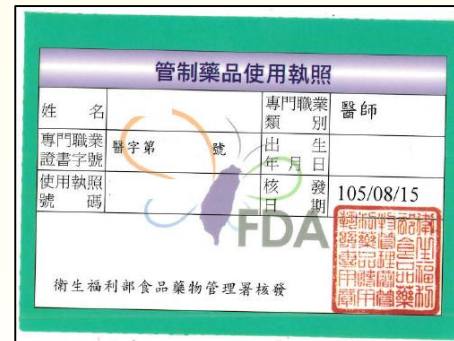 管制藥品使用執照
姓 名
專門職業類別 醫師
專門職業證書字號 醫字第 號
出生年月日
使用執照號碼
核發日期 105/08/15
FDA
衛生福利部食品藥物管理署核發